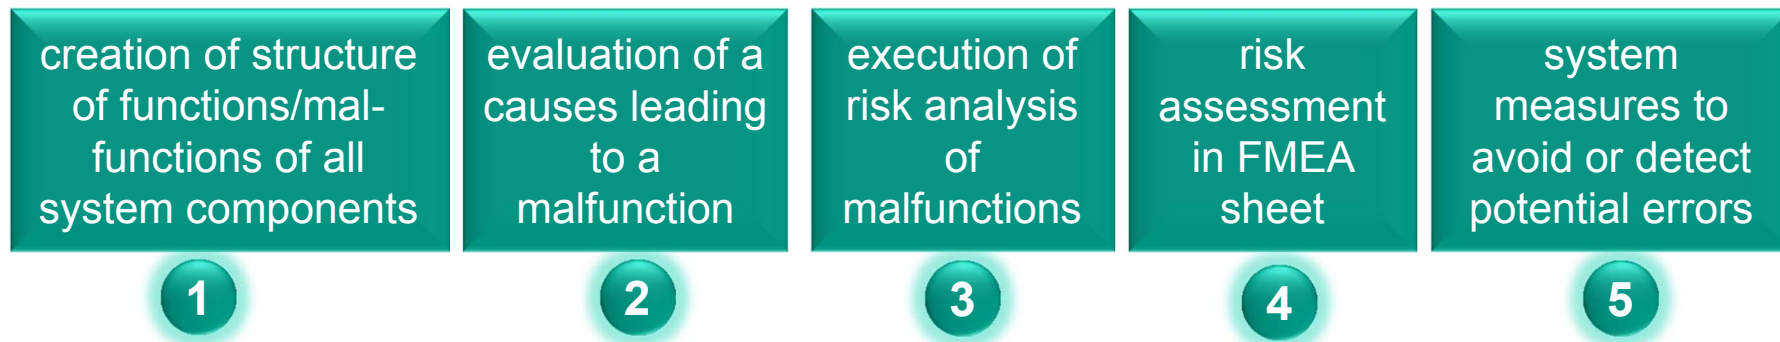 creation of structure
of functions/mal-
functions of all
system components
1
evaluation of a
causes leading
to a
malfunction
2
execution of
risk analysis
of
malfunctions
3
risk
assessment
in FMEA
sheet
4
system
measures to
avoid or detect
potential errors
5